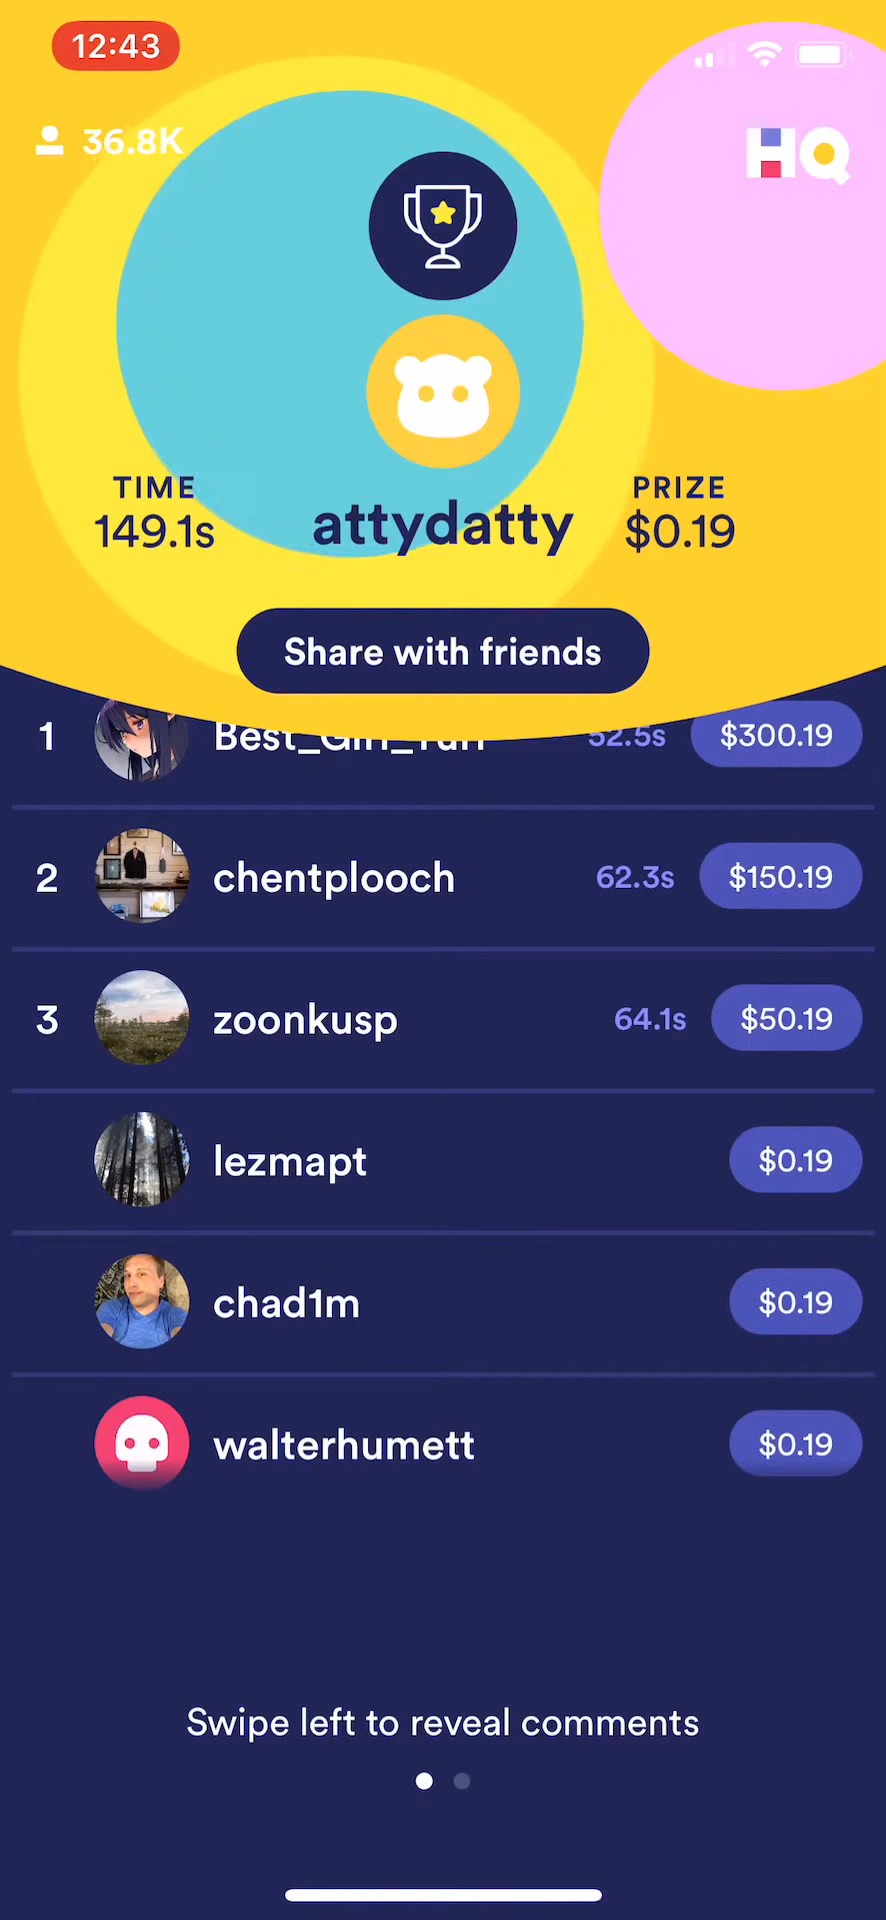 12:43
36.8K
HQ
TIME
149.1s
attydatty
PRIZE
$0.19
Share with friends
1 52.5s $300.19
2 chentplooch 62.3s $150.19
3 zoonkusp 64.1s $50.19
lezmapt $0.19
chad1m $0.19
walterhumett $0.19
Swipe left to reveal comments